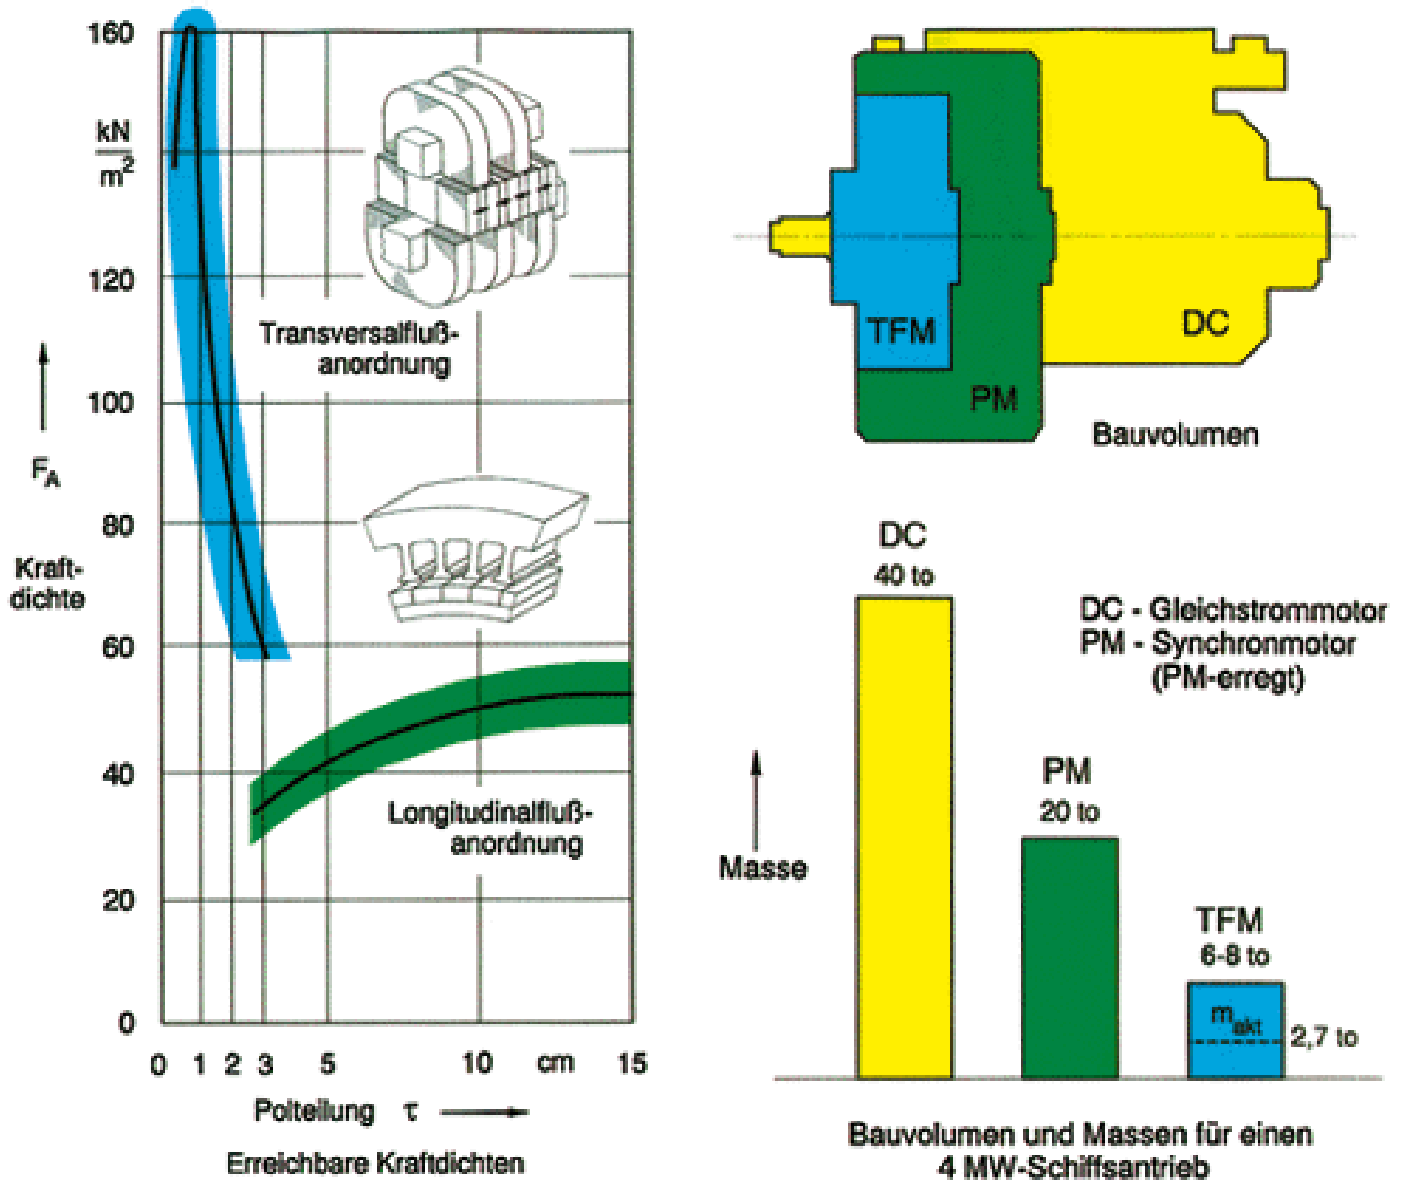 160
kN
m²
120
100
80
60
40
20
0
F_A
Kraft-
dichte
Transversalfluß-
anordnung
Longitudinalfluß-
anordnung
0 1 2 3 5 10 cm 15
Polteilung τ
Erreichbare Kraftdichten
TFM
PM
DC
Bauvolumen
DC
40 to
DC - Gleichstrommotor
PM - Synchronmotor
(PM-erregt)
PM
20 to
Masse
TFM
6-8 to
m_akt
2,7 to
Bauvolumen und Massen für einen
4 MW-Schiffsantrieb